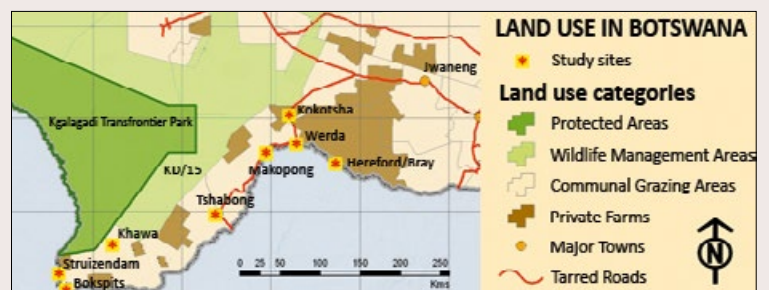 LAND USE IN BOTSWANA
Study sites
Land use categories
Protected Areas
Wildlife Management Areas
Communal Grazing Areas
Private Farms
Major Towns
Tarred Roads
N
Jwaneng
Kokotsha
Kgalagadi Transfrontier Park
Werda
Hereford/Bray
KD/15
Makopong
Tshabong
Khawa
Struizendam
Bokspits
0 25 50 100 150 200 250
Kms